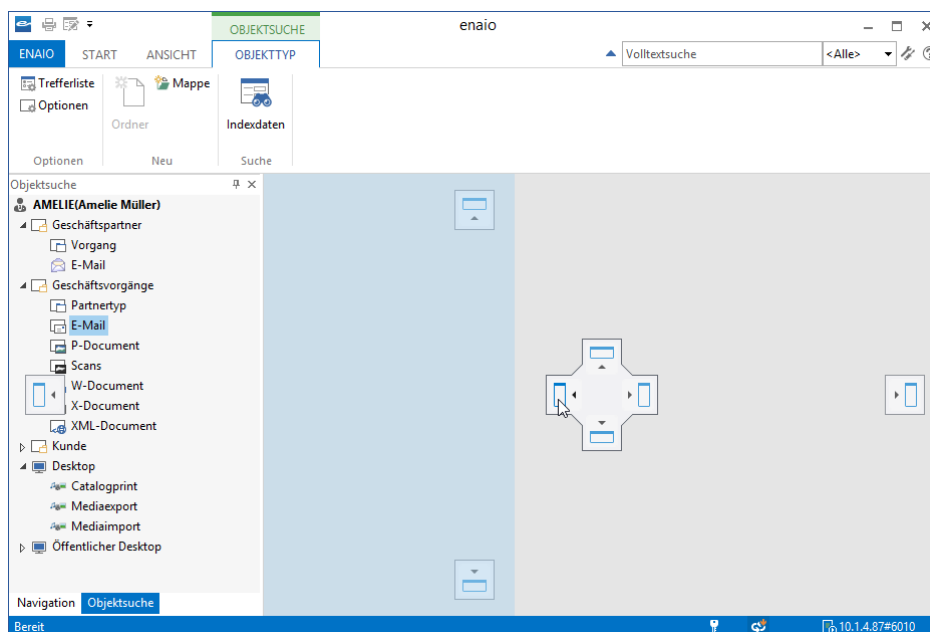 OBJEKTSUCHE
enaio
ENAIO START ANSICHT OBJEKTTYP Volltextsuche <Alle>
Trefferliste
Optionen
Ordner
Mappe
Indexdaten
Optionen Neu Suche
Objektsuche
AMELIE(Amelie Müller)
Geschäftspartner
Vorgang
E-Mail
Geschäftsvorgänge
Partnertyp
E-Mail
P-Document
Scans
W-Document
X-Document
XML-Document
Kunde
Desktop
Catalogprint
Mediaexport
Mediaimport
Öffentlicher Desktop
Navigation Objektsuche
Bereit 10.1.4.87#6010